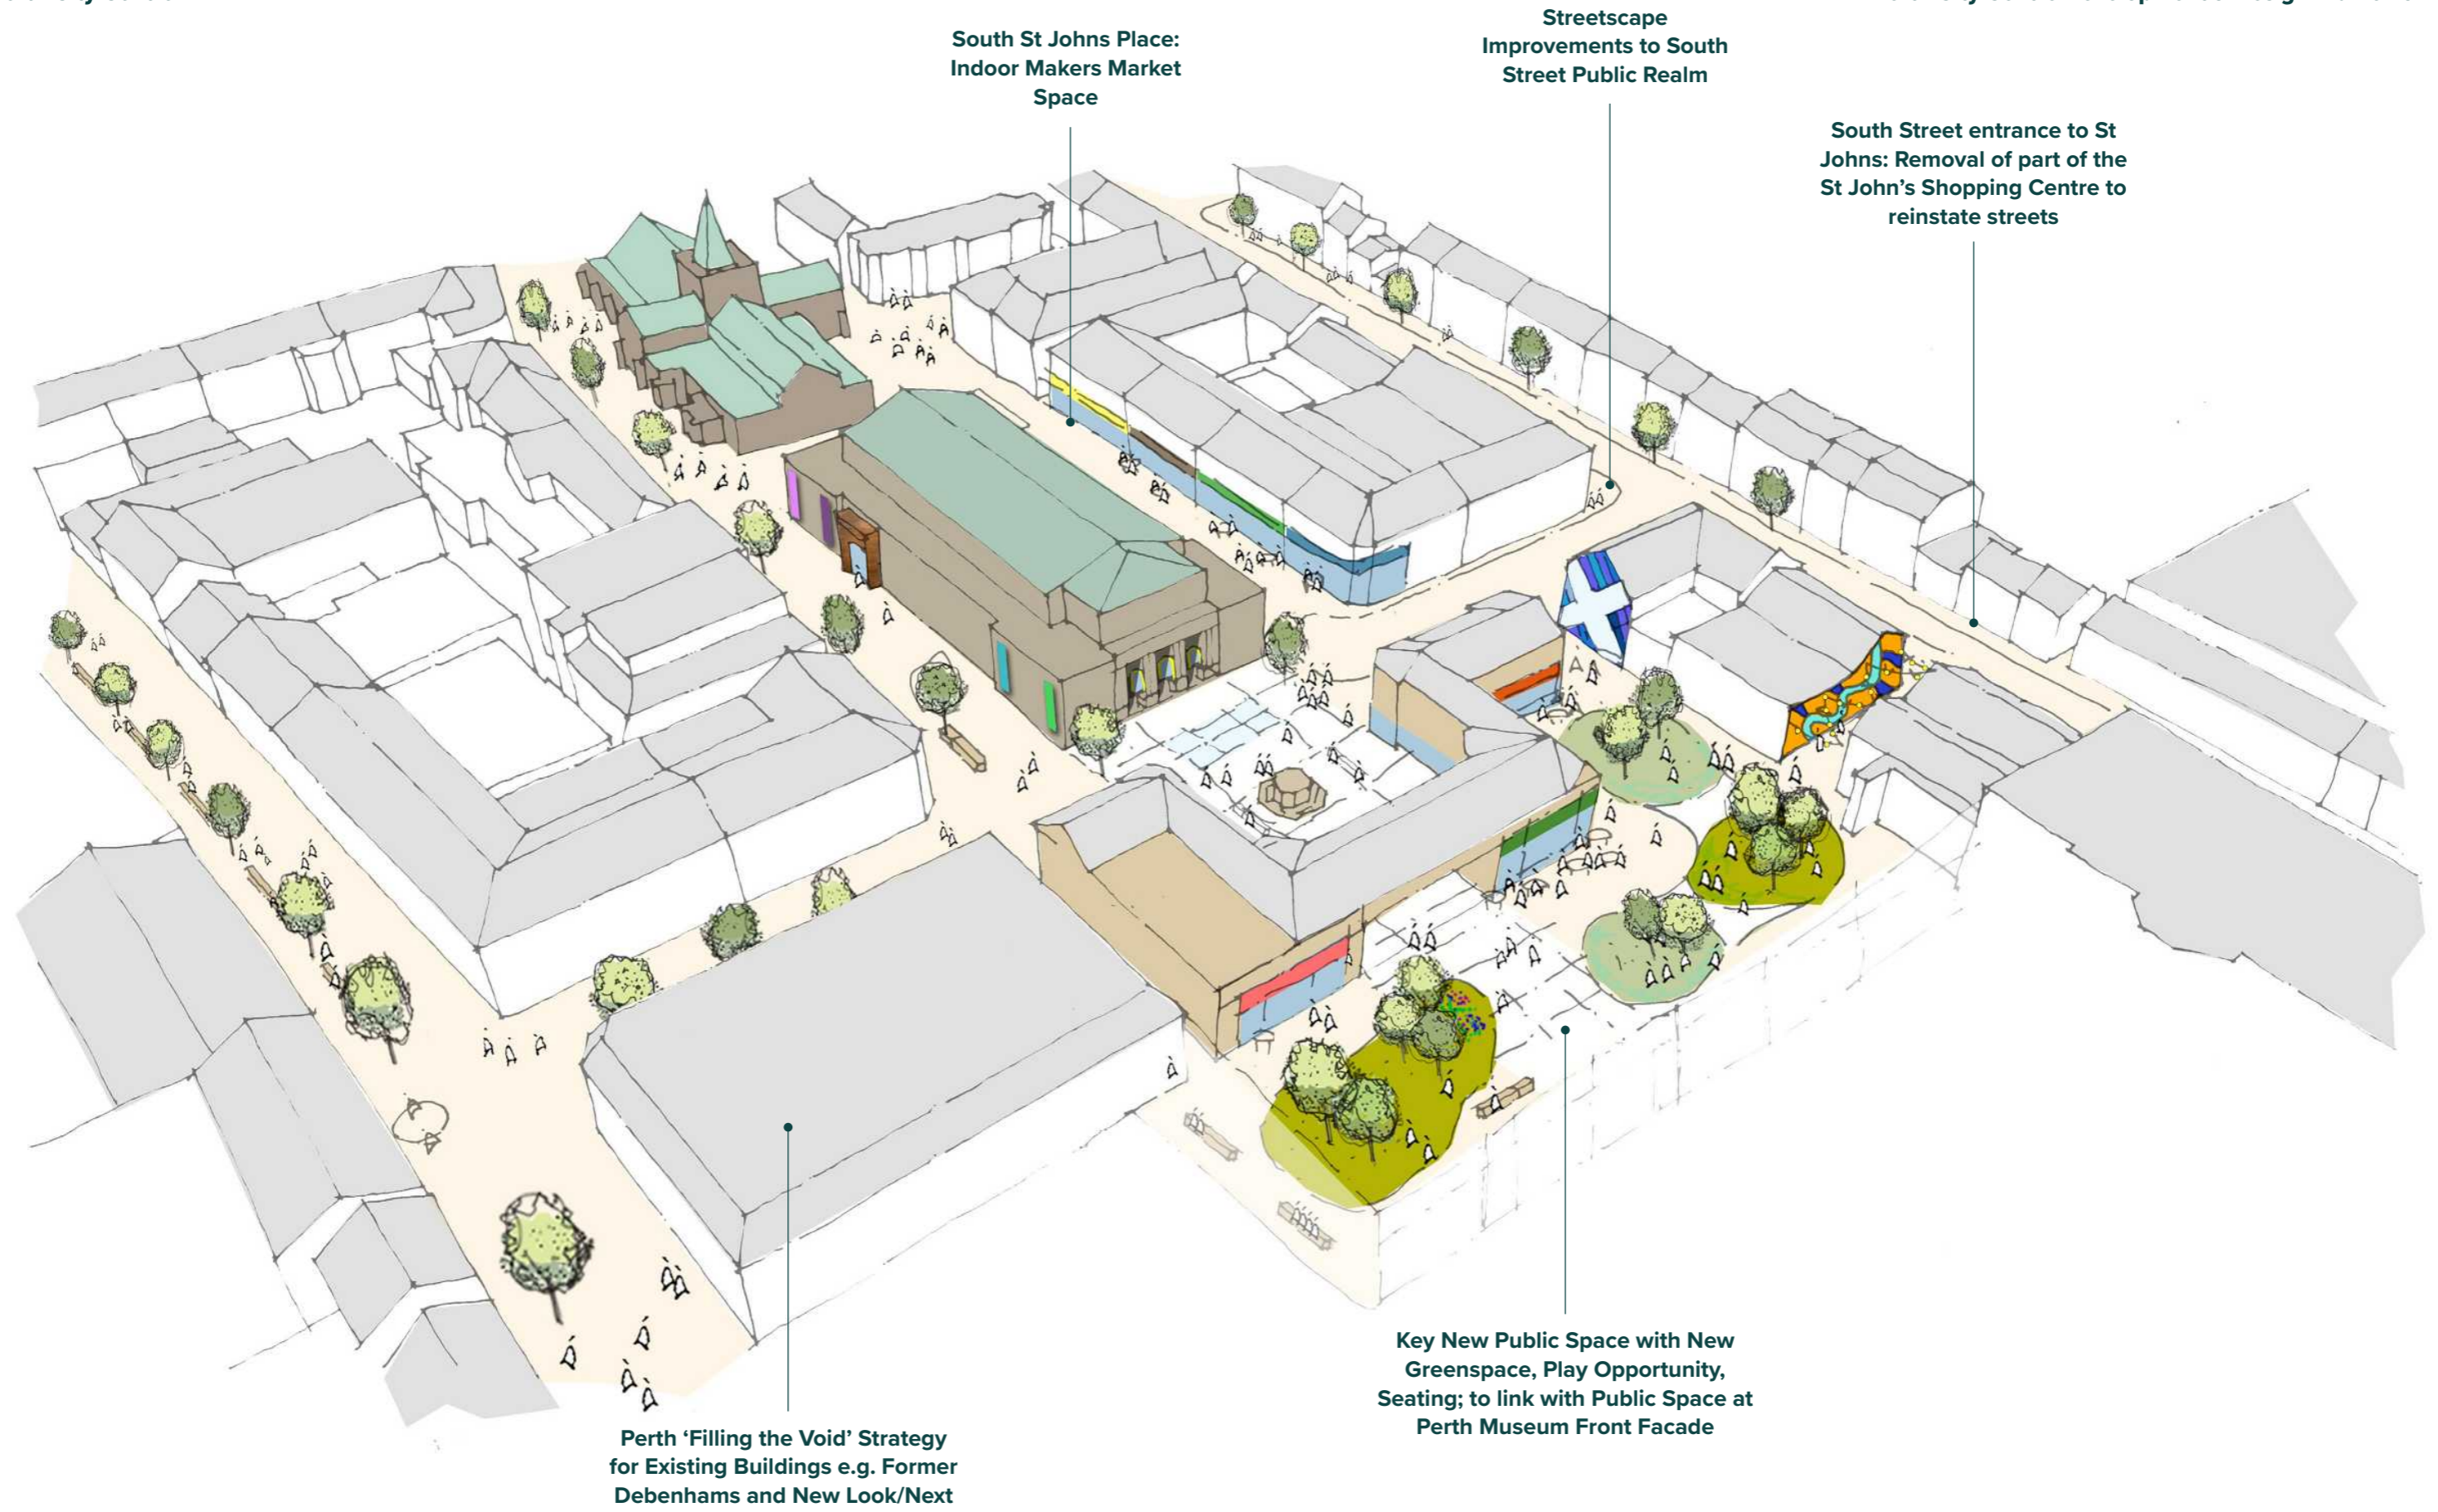 South St Johns Place:
Indoor Makers Market
Space
Streetscape
Improvements to South
Street Public Realm
South Street entrance to St
Johns: Removal of part of the
St John's Shopping Centre to
reinstate streets
Key New Public Space with New
Greenspace, Play Opportunity,
Seating; to link with Public Space at
Perth Museum Front Facade
Perth ‘Filling the Void’ Strategy
for Existing Buildings e.g. Former
Debenhams and New Look/Next